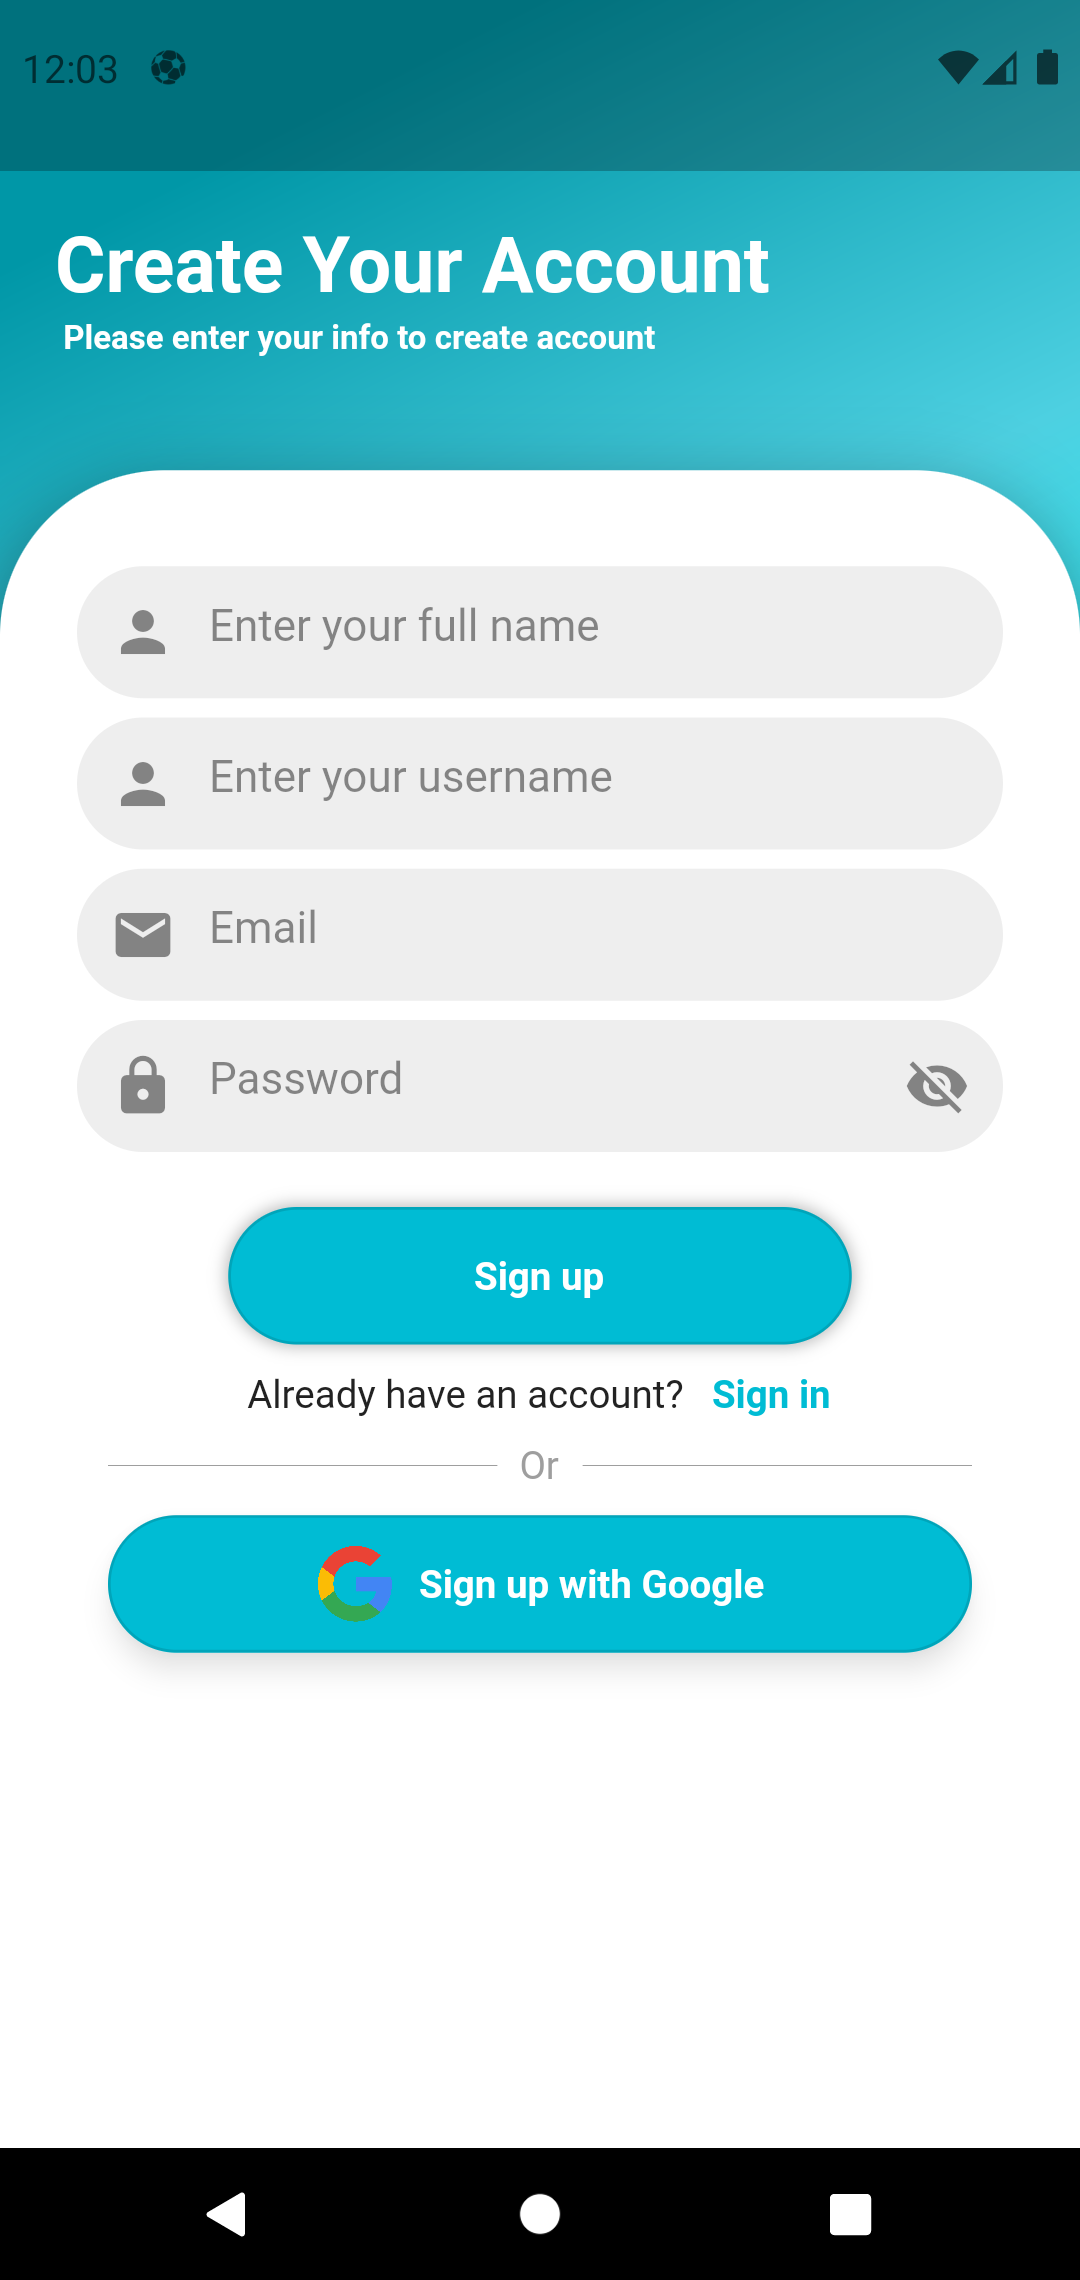 12:03
Create Your Account
Please enter your info to create account
Enter your full name
Enter your username
Email
Password
Sign up
Already have an account? Sign in
Or
Sign up with Google